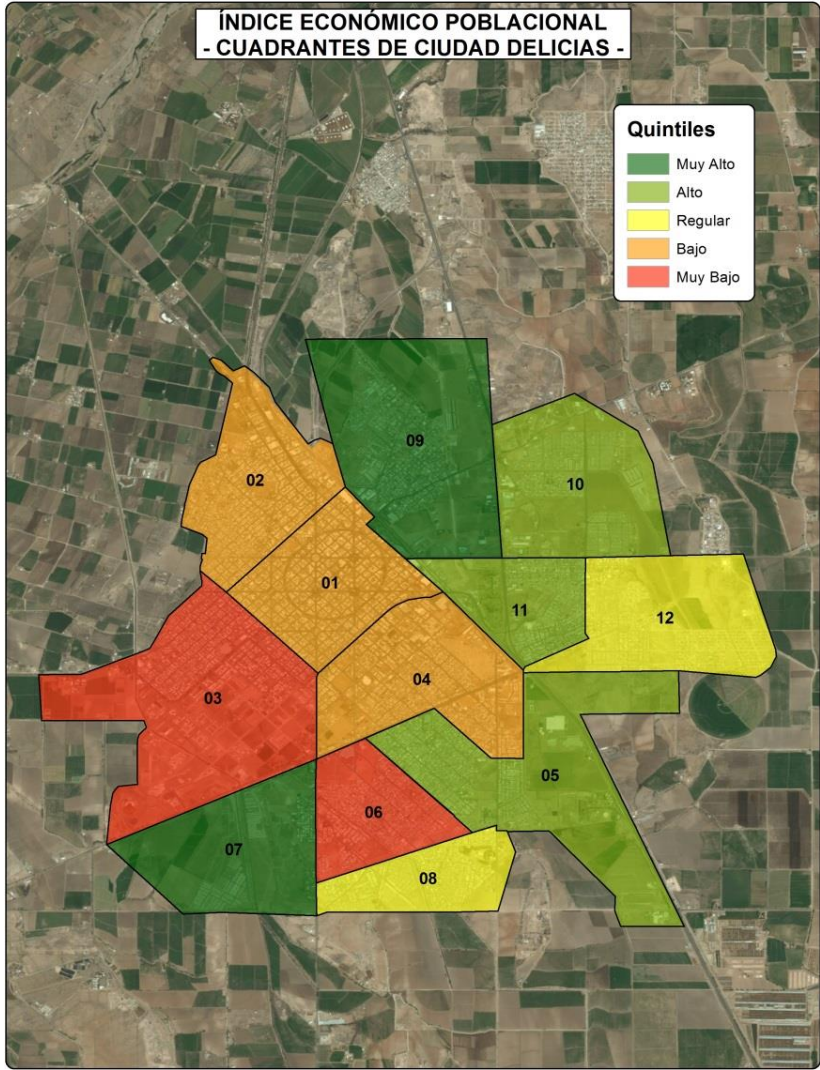 ÍNDICE ECONÓMICO POBLACIONAL
- CUADRANTES DE CIUDAD DELICIAS -
Quintiles
Muy Alto
Alto
Regular
Bajo
Muy Bajo
09
02
10
01
11
12
04
03
05
06
07
08